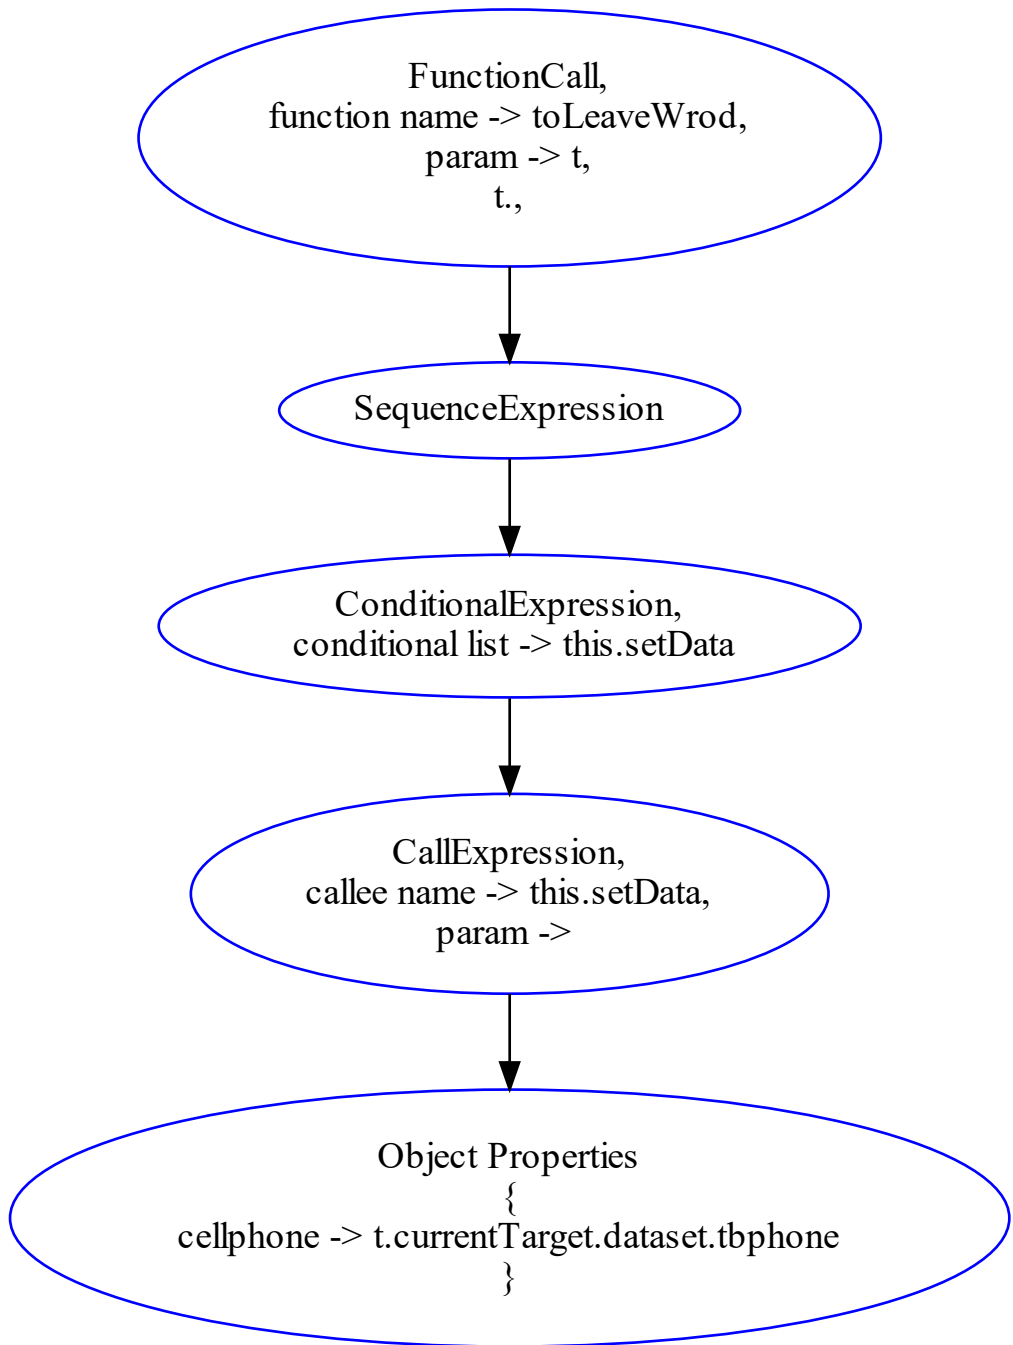 FunctionCall,
function name -> toLeaveWrod,
param -> t,
t.,
SequenceExpression
ConditionalExpression,
conditional list -> this.setData
CallExpression,
callee name -> this.setData,
param ->
Object Properties
{
cellphone -> t.currentTarget.dataset.tbphone
}